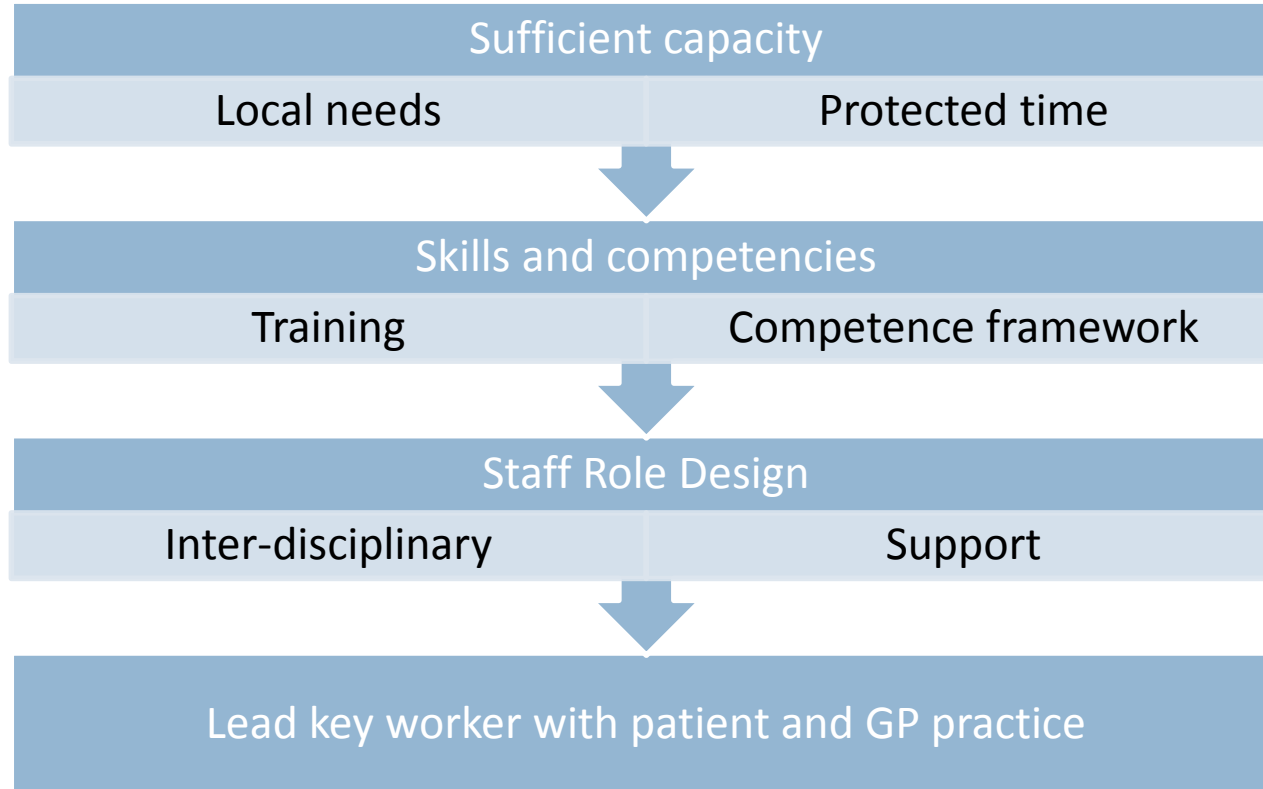 Sufficient capacity
Local needs
Protected time
Skills and competencies
Training
Competence framework
Staff Role Design
Inter-disciplinary
Support
Lead key worker with patient and GP practice